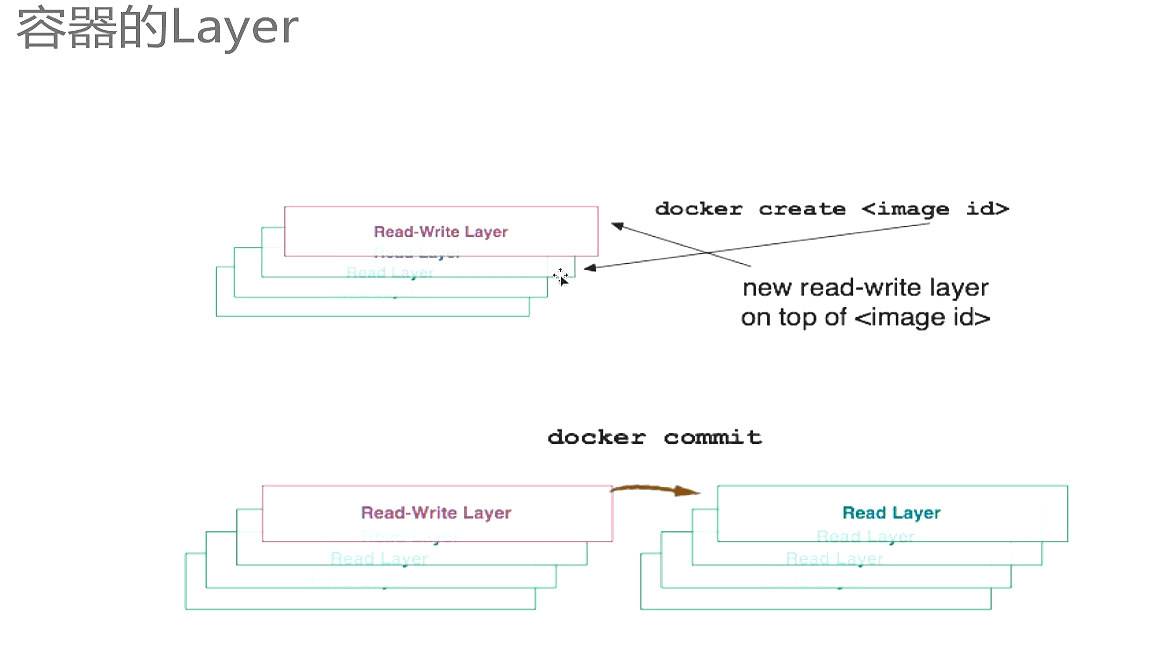 容器的Layer
docker create <image id>
Read-Write Layer
Read Layer
Read Layer
new read-write layer
on top of <image id>
docker commit
Read-Write Layer
Read Layer
Read Layer
Read Layer
Read Layer
Read Layer